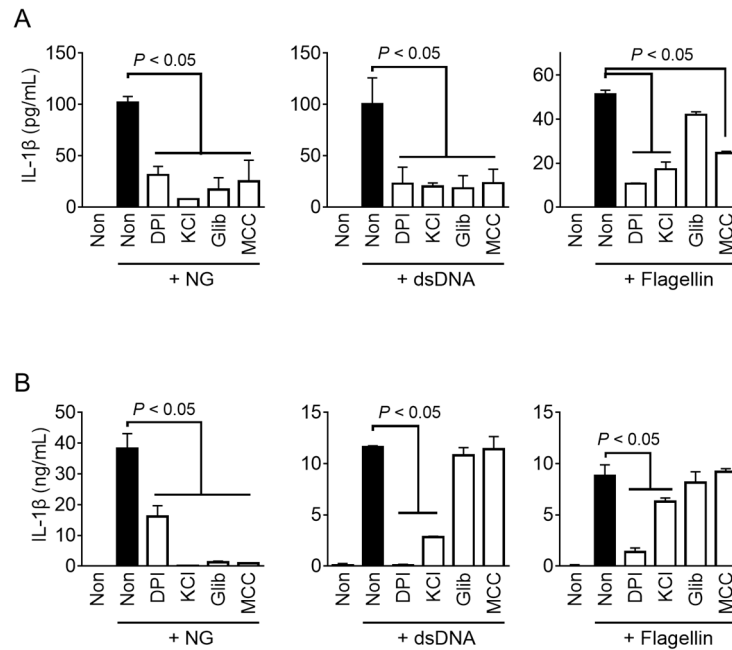 A
IL-1β (pg/mL)
150
100
50
0
P < 0.05
Non
Non
DPI
KCl
Glib
MCC
+ NG
150
100
50
0
P < 0.05
Non
Non
DPI
KCl
Glib
MCC
+ dsDNA
60
40
20
0
P < 0.05
Non
Non
DPI
KCl
Glib
MCC
+ Flagellin
B
IL-1β (ng/mL)
50
40
30
20
10
0
P < 0.05
Non
Non
DPI
KCl
Glib
MCC
+ NG
15
10
5
0
P < 0.05
Non
Non
DPI
KCl
Glib
MCC
+ dsDNA
15
10
5
0
P < 0.05
Non
Non
DPI
KCl
Glib
MCC
+ Flagellin